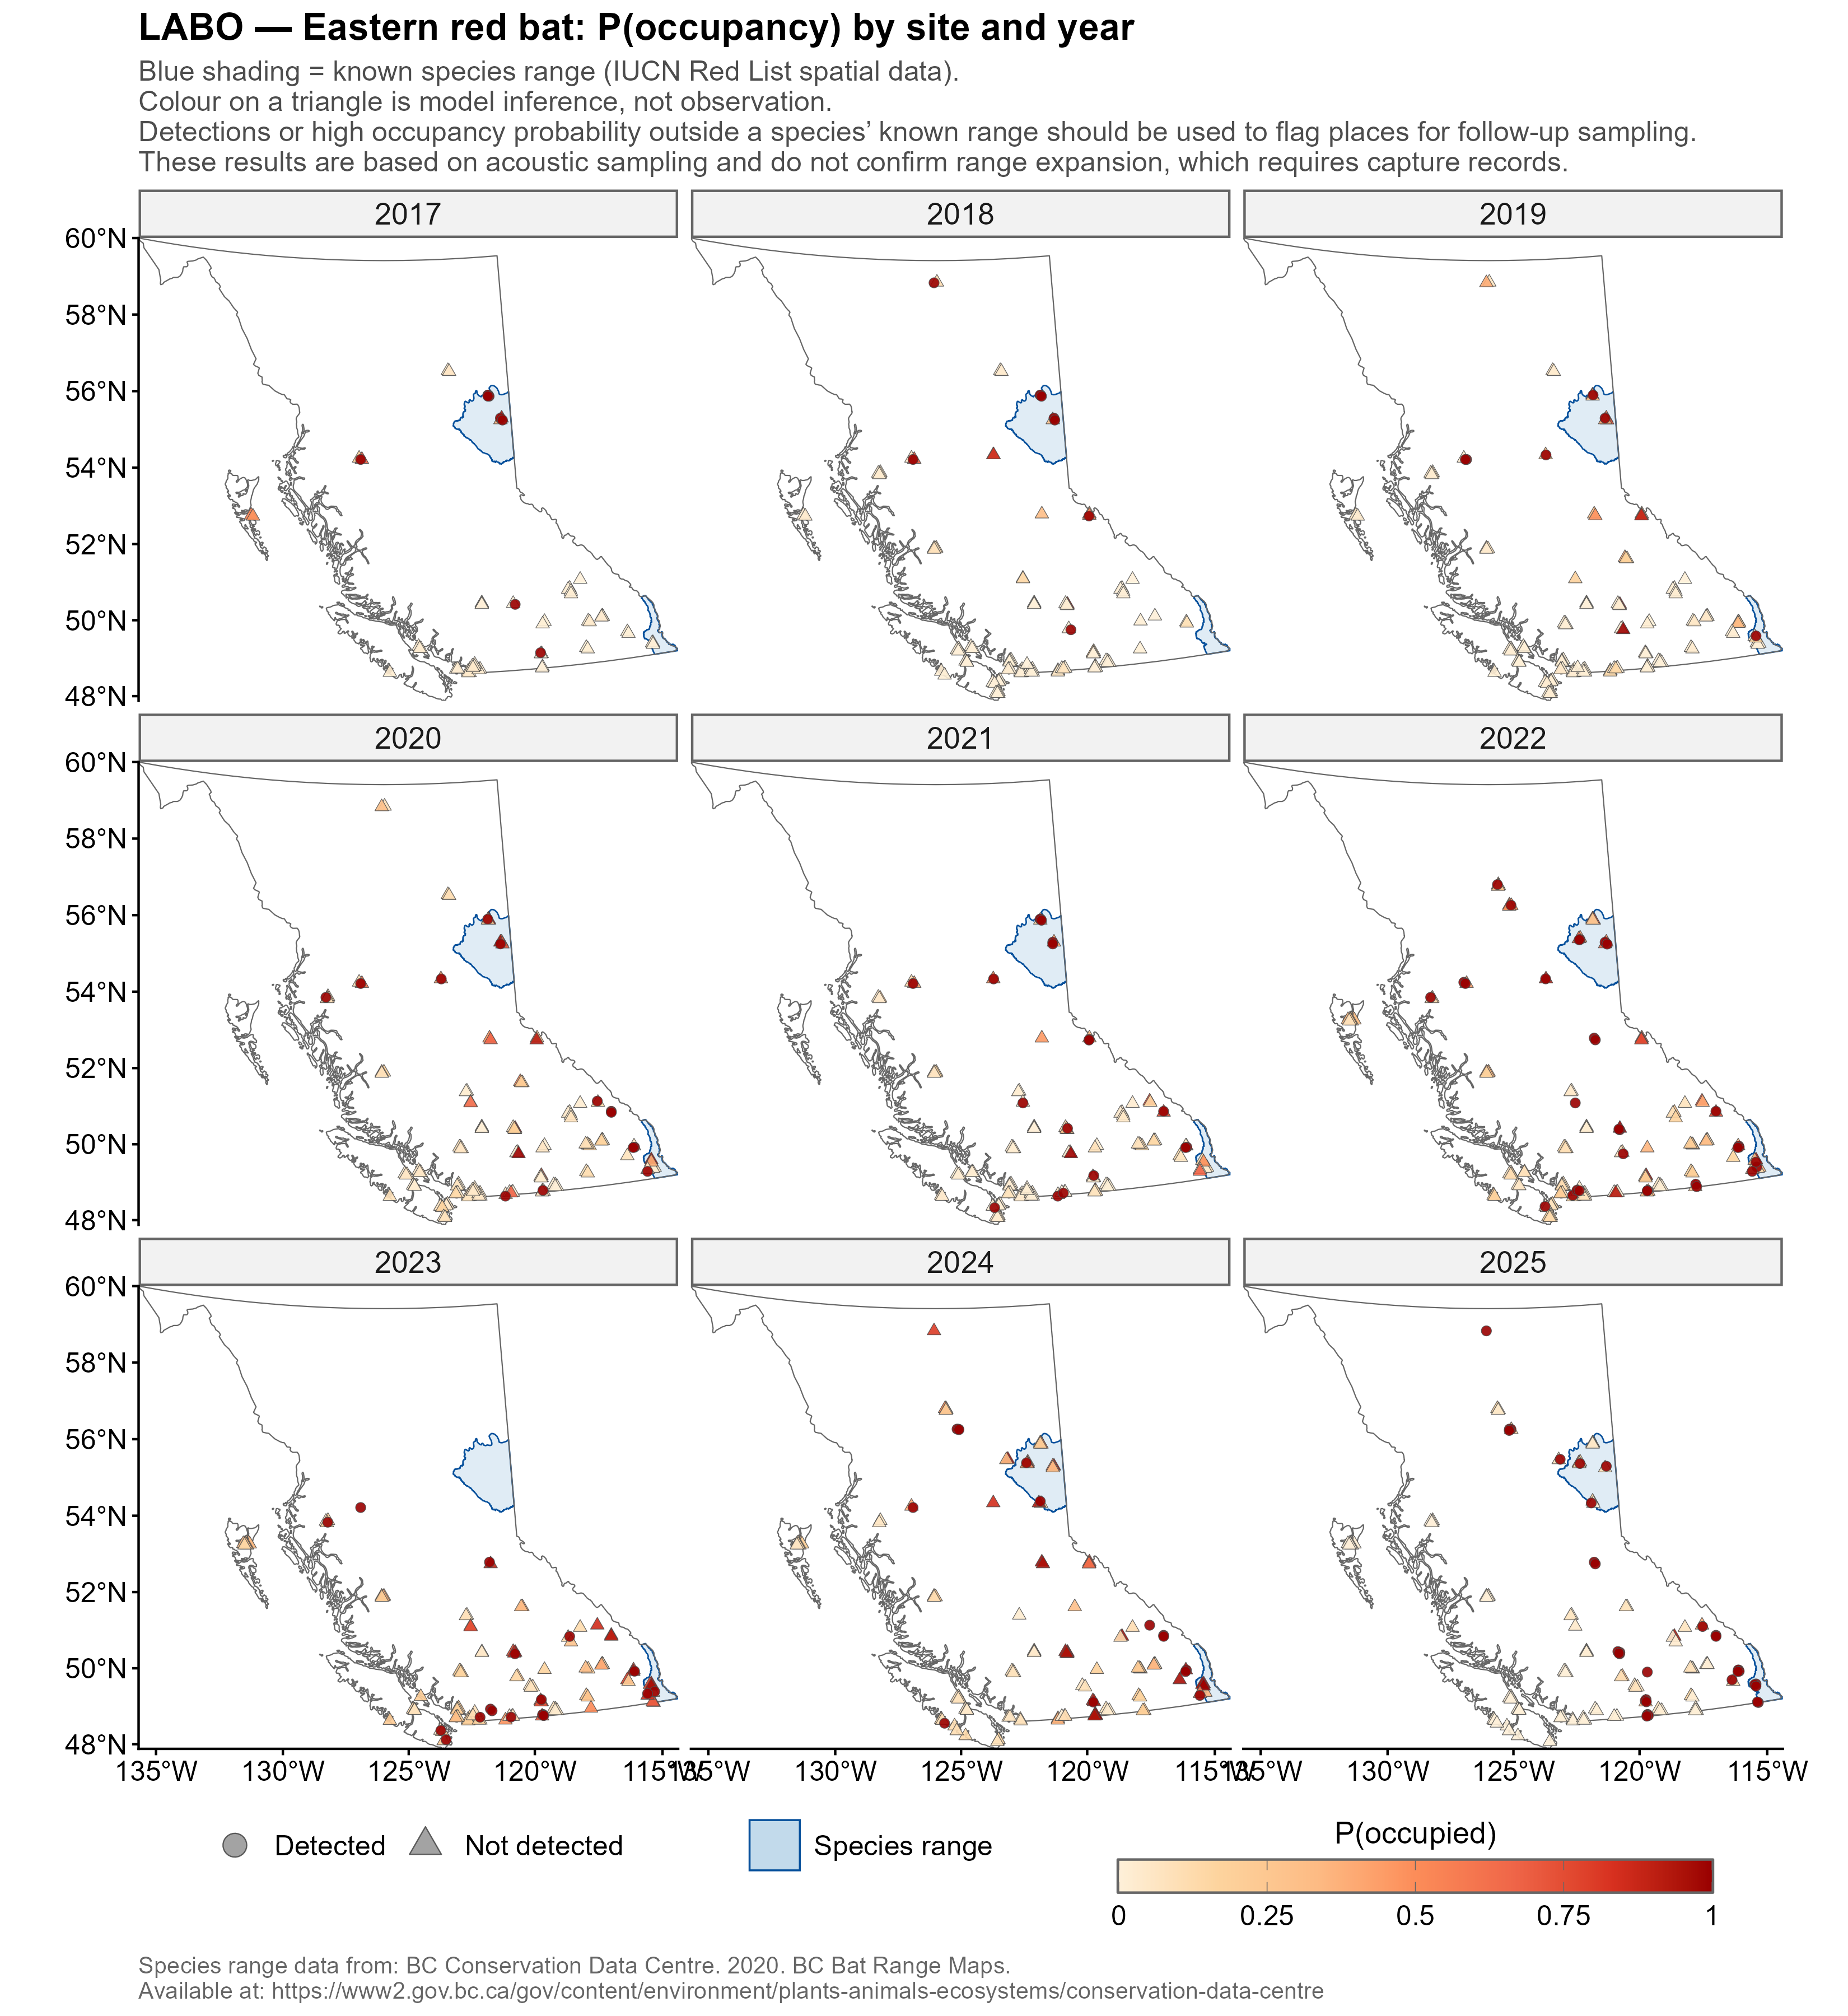 LABO — Eastern red bat: P(occupancy) by site and year
Blue shading = known species range (IUCN Red List spatial data).
Colour on a triangle is model inference, not observation.
Detections or high occupancy probability outside a species’ known range should be used to flag places for follow-up sampling.
These results are based on acoustic sampling and do not confirm range expansion, which requires capture records.
2017 2018 2019
60°N
58°N
56°N
54°N
52°N
50°N
48°N
2020 2021 2022
60°N
58°N
56°N
54°N
52°N
50°N
48°N
2023 2024 2025
60°N
58°N
56°N
54°N
52°N
50°N
48°N
135°W 130°W 125°W 120°W 115°W 135°W 130°W 125°W 120°W 115°W 135°W 130°W 125°W 120°W 115°W
P(occupied)
Detected Not detected Species range
0 0.25 0.5 0.75 1
Species range data from: BC Conservation Data Centre. 2020. BC Bat Range Maps.
Available at: https://www2.gov.bc.ca/gov/content/environment/plants-animals-ecosystems/conservation-data-centre